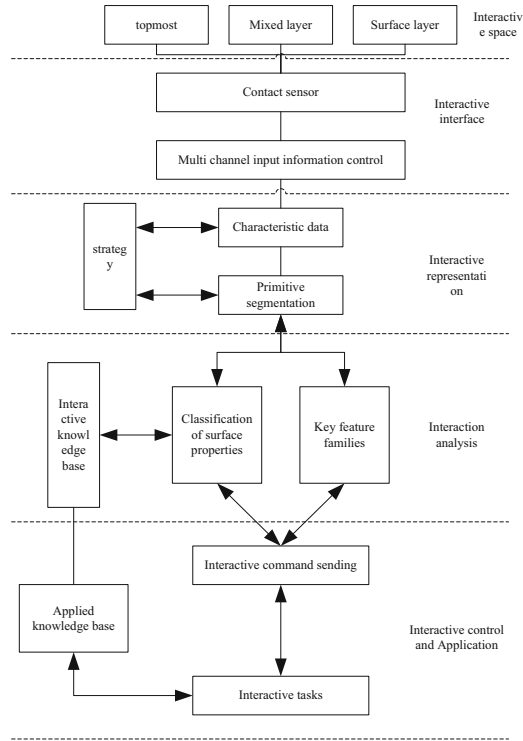 topmost
Mixed layer
Surface layer
Interactiv
e space
Contact sensor
Interactive
interface
Multi channel input information control
Characteristic data
strateg
y
Interactive
representati
on
Primitive
segmentation
Intera
ctive
knowl
edge
base
Classification
of surface
properties
Key feature
families
Interaction
analysis
Interactive command sending
Applied
knowledge base
Interactive control
and Application
Interactive tasks